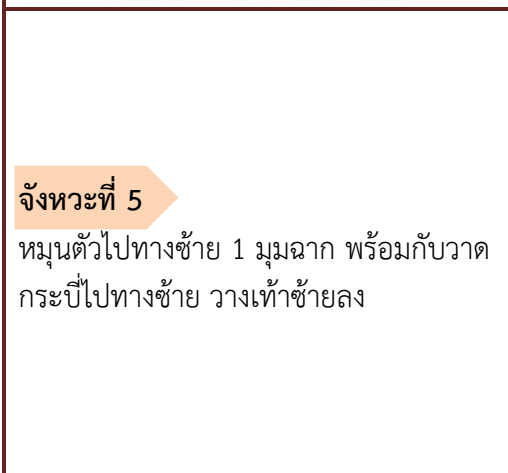 จังหวะที่ 5
หมุนตัวไปทางซ้าย 1 มุมฉาก พร้อมกับวาด
กระบี่ไปทางซ้าย วางเท้าซ้ายลง